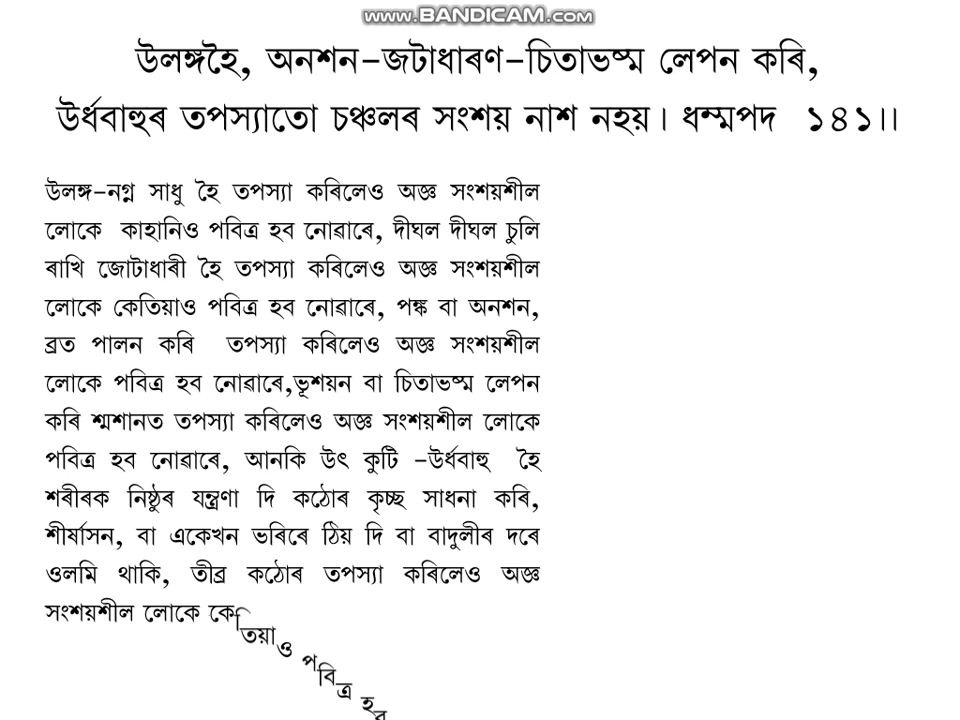 www.BANDICAM.com
উলঙ্গহৈ, অনশন-জটাধাৰণ-চিতাভষ্ম লেপন কৰি,
উৰ্ধবাহুৰ তপস্যাতো চঞ্চলৰ সংশয় নাশ নহয়। ধম্মপদ ১৪১।।
উলঙ্গ-নগ্ন সাধু হৈ তপস্যা কৰিলেও অজ্ঞ সংশয়শীল
লোকে কাহানিও পবিত্ৰ হব নোৱাৰে, দীঘল দীঘল চুলি
ৰাখি জোটাধাৰী হৈ তপস্যা কৰিলেও অজ্ঞ সংশয়শীল
লোকে কেতিয়াও পবিত্ৰ হব নোৱাৰে, পঙ্ক বা অনশন,
ব্ৰত পালন কৰি তপস্যা কৰিলেও অজ্ঞ সংশয়শীল
লোকে পবিত্ৰ হব নোৱাৰে,ভূশয়ন বা চিতাভষ্ম লেপন
কৰি শ্মশানত তপস্যা কৰিলেও অজ্ঞ সংশয়শীল লোকে
পবিত্ৰ হব নোৱাৰে, আনকি উৎ কুটি -উৰ্ধবাহু হৈ
শৰীৰক নিষ্ঠুৰ যন্ত্ৰণা দি কঠোৰ কৃচ্ছ সাধনা কৰি,
শীৰ্ষাসন, বা একেখন ভৰিৰে ঠিয় দি বা বাদুলীৰ দৰে
ওলমি থাকি, তীব্ৰ কঠোৰ তপস্যা কৰিলেও অজ্ঞ
সংশয়শীল লোকে কেতিয়াও পবিত্ৰ হব